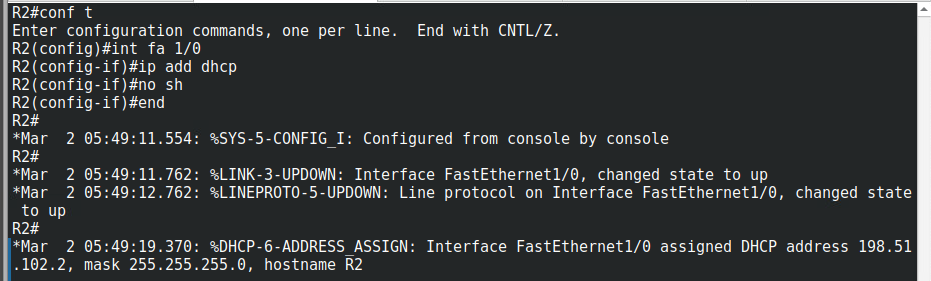 R2#conf t
Enter configuration commands, one per line.  End with CNTL/Z.
R2(config)#int fa 1/0
R2(config-if)#ip add dhcp
R2(config-if)#no sh
R2(config-if)#end
R2#
*Mar  2 05:49:11.554: %SYS-5-CONFIG_I: Configured from console by console
R2#
*Mar  2 05:49:11.762: %LINK-3-UPDOWN: Interface FastEthernet1/0, changed state to up
*Mar  2 05:49:12.762: %LINEPROTO-5-UPDOWN: Line protocol on Interface FastEthernet1/0, changed state
 to up
R2#
*Mar  2 05:49:19.370: %DHCP-6-ADDRESS_ASSIGN: Interface FastEthernet1/0 assigned DHCP address 198.51
.102.2, mask 255.255.255.0, hostname R2